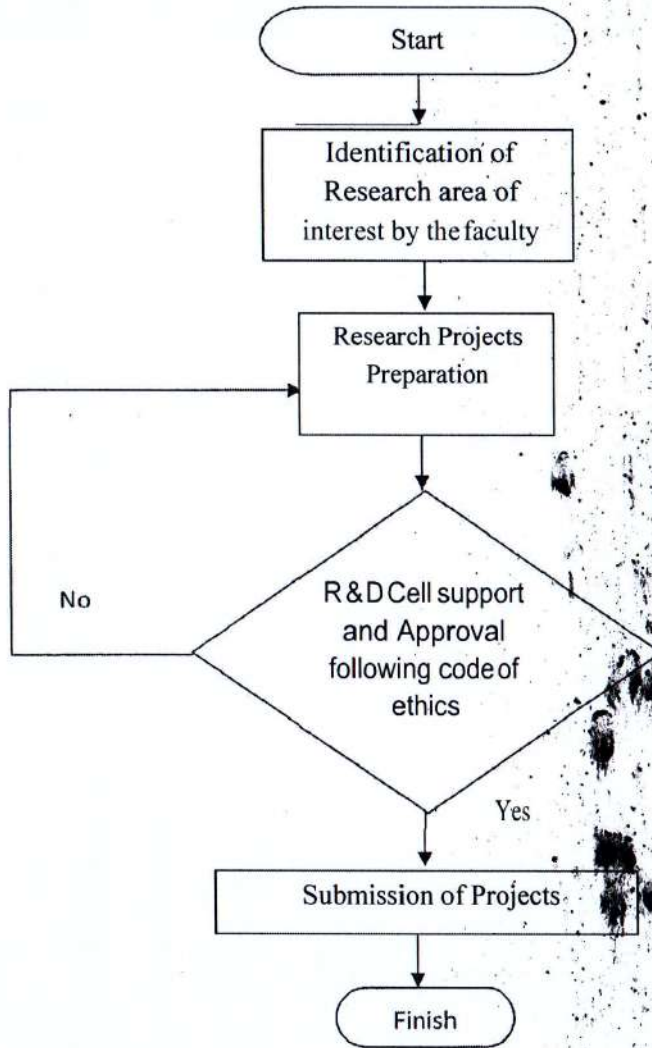 Start
Identification of
Research area of
interest by the faculty
Research Projects
Preparation
No
R & D Cell support
and Approval
following code of
ethics
Yes
Submission of Projects
Finish